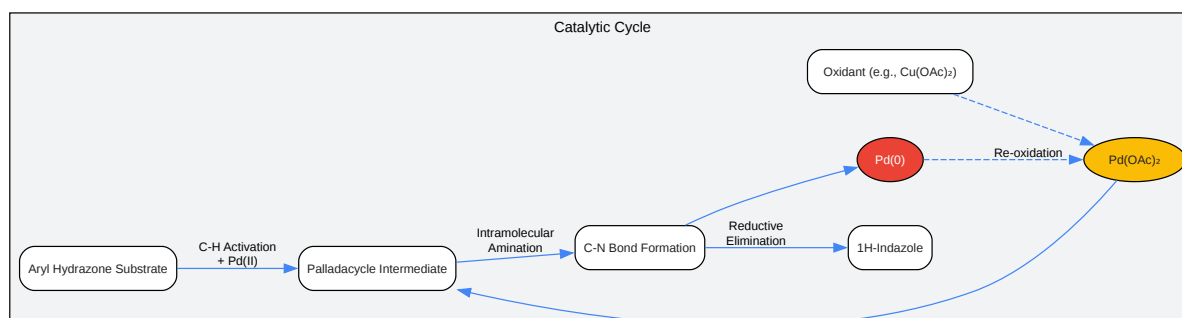 Catalytic Cycle
Oxidant (e.g., Cu(OAc)₂)
Pd(0)
Re-oxidation
Pd(OAc)₂
Aryl Hydrazone Substrate
C-H Activation
+ Pd(II)
Palladacycle Intermediate
Intramolecular
Amination
C-N Bond Formation
Reductive
Elimination
1H-Indazole